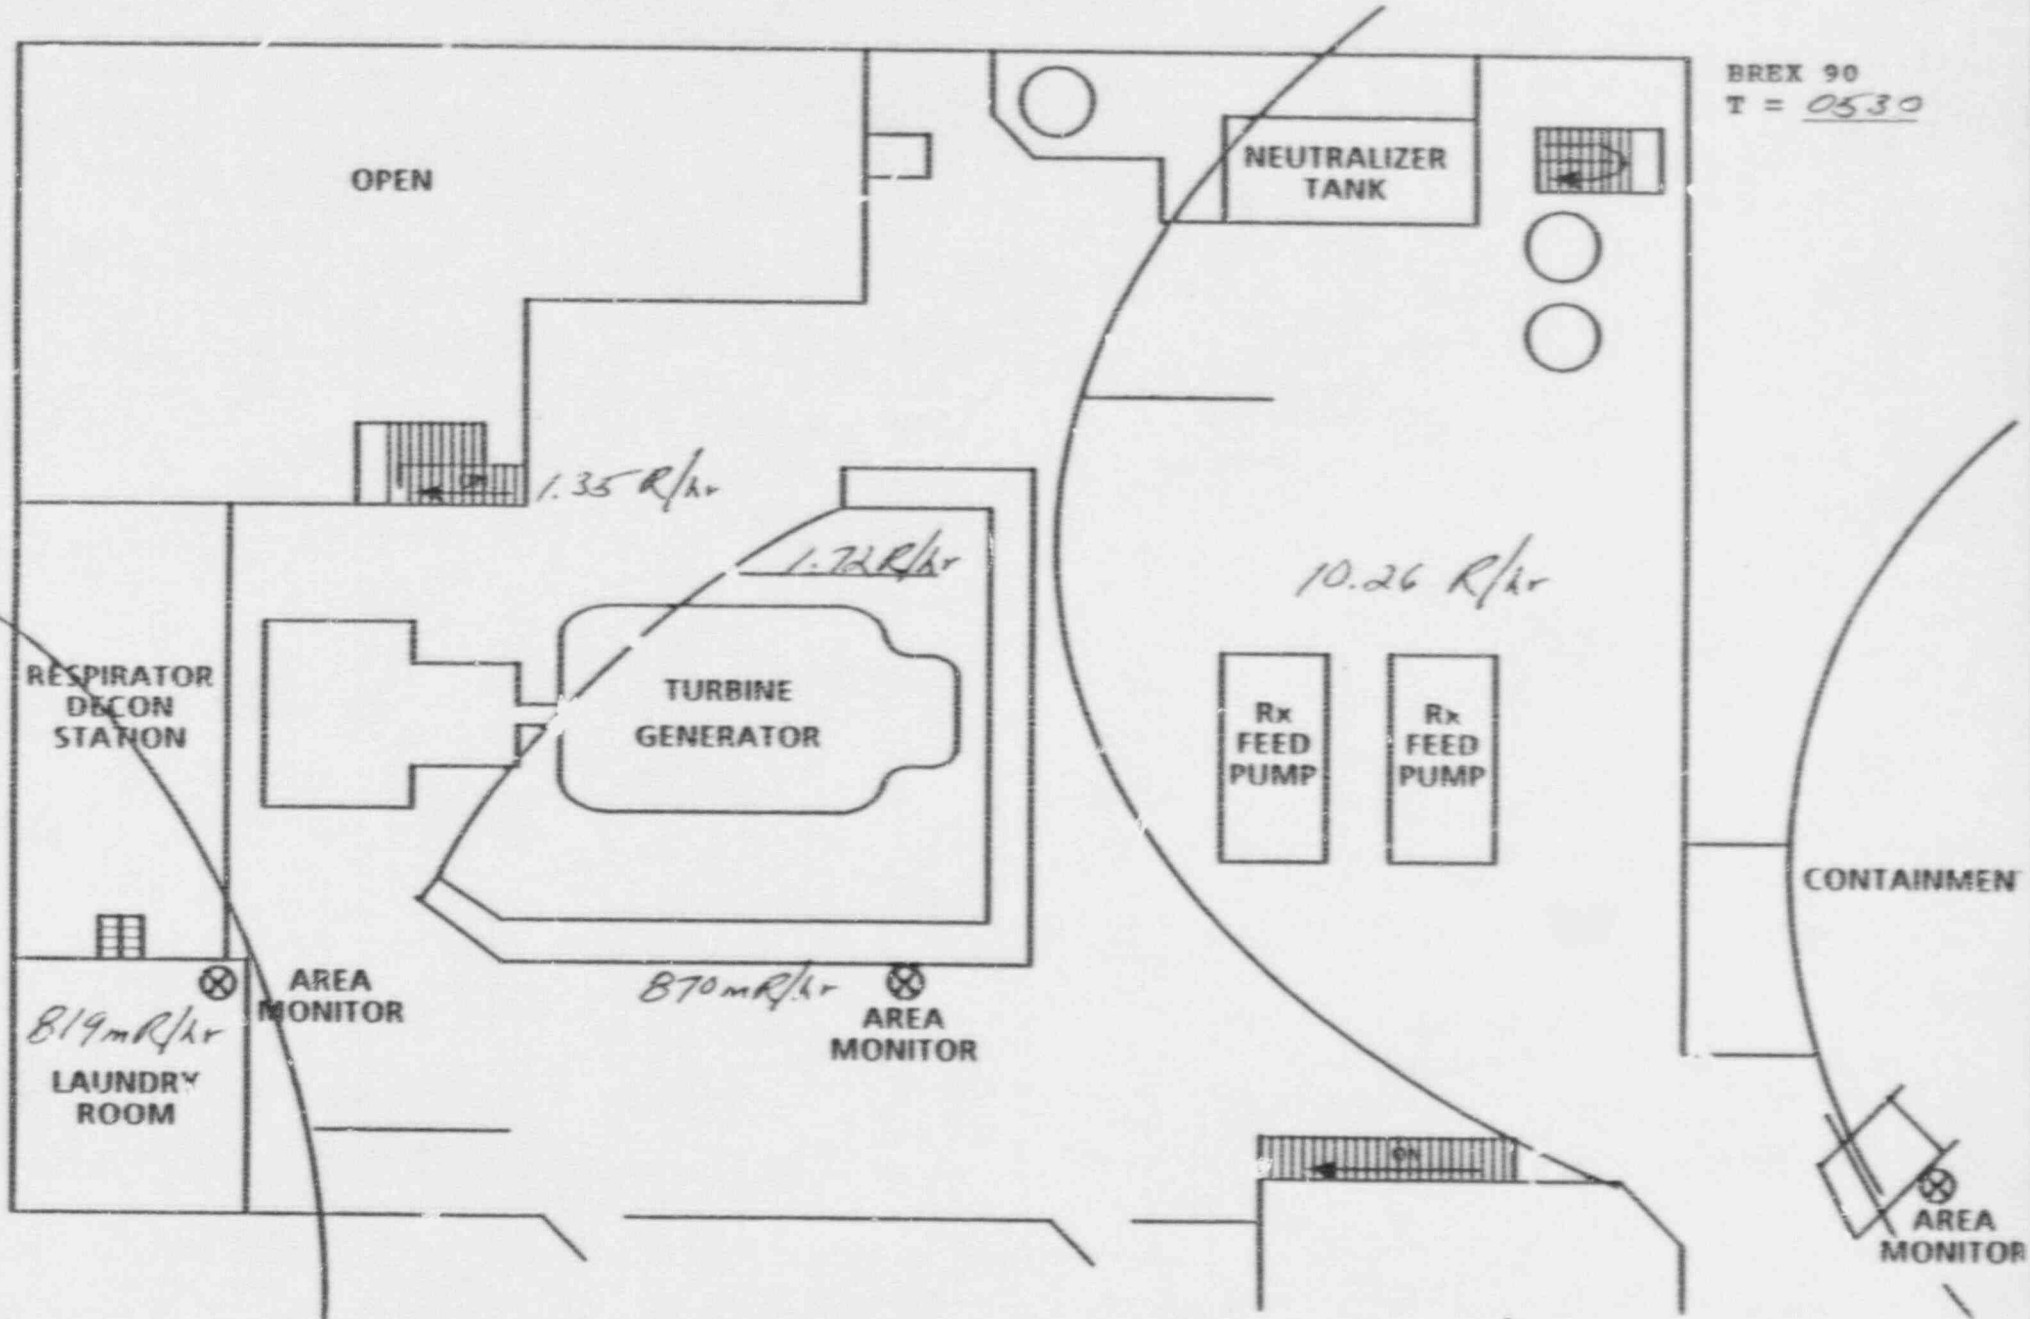 BREX 90
T = 0530
OPEN
NEUTRALIZER
TANK
1.35 R/hr
1.72 R/hr
10.26 R/hr
RESPIRATOR
DECON
STATION
TURBINE
GENERATOR
Rx
FEED
PUMP
Rx
FEED
PUMP
CONTAINMEN
AREA
MONITOR
870 mR/hr
AREA
MONITOR
819 mR/hr
LAUNDRY
ROOM
AREA
MONITOR